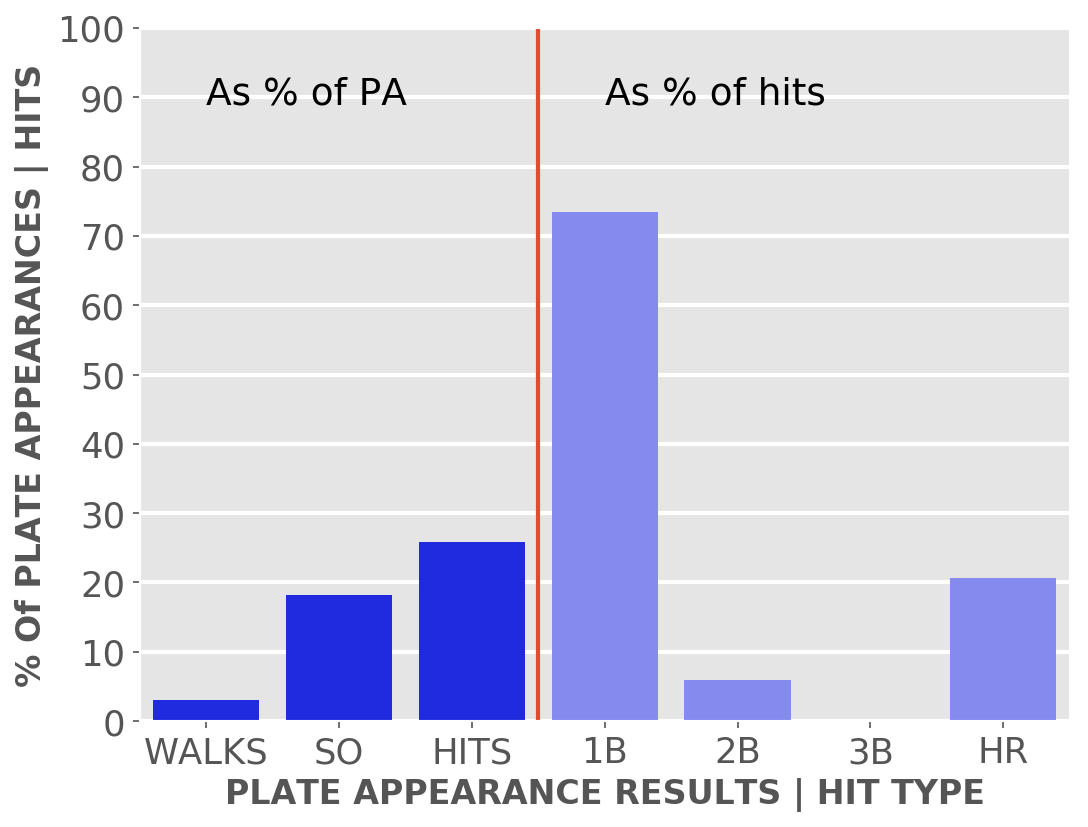 100
90
80
70
60
50
40
30
20
10
0
% Of PLATE APPEARANCES | HITS
As % of PA
As % of hits
WALKS SO HITS 1B 2B 3B HR
PLATE APPEARANCE RESULTS | HIT TYPE